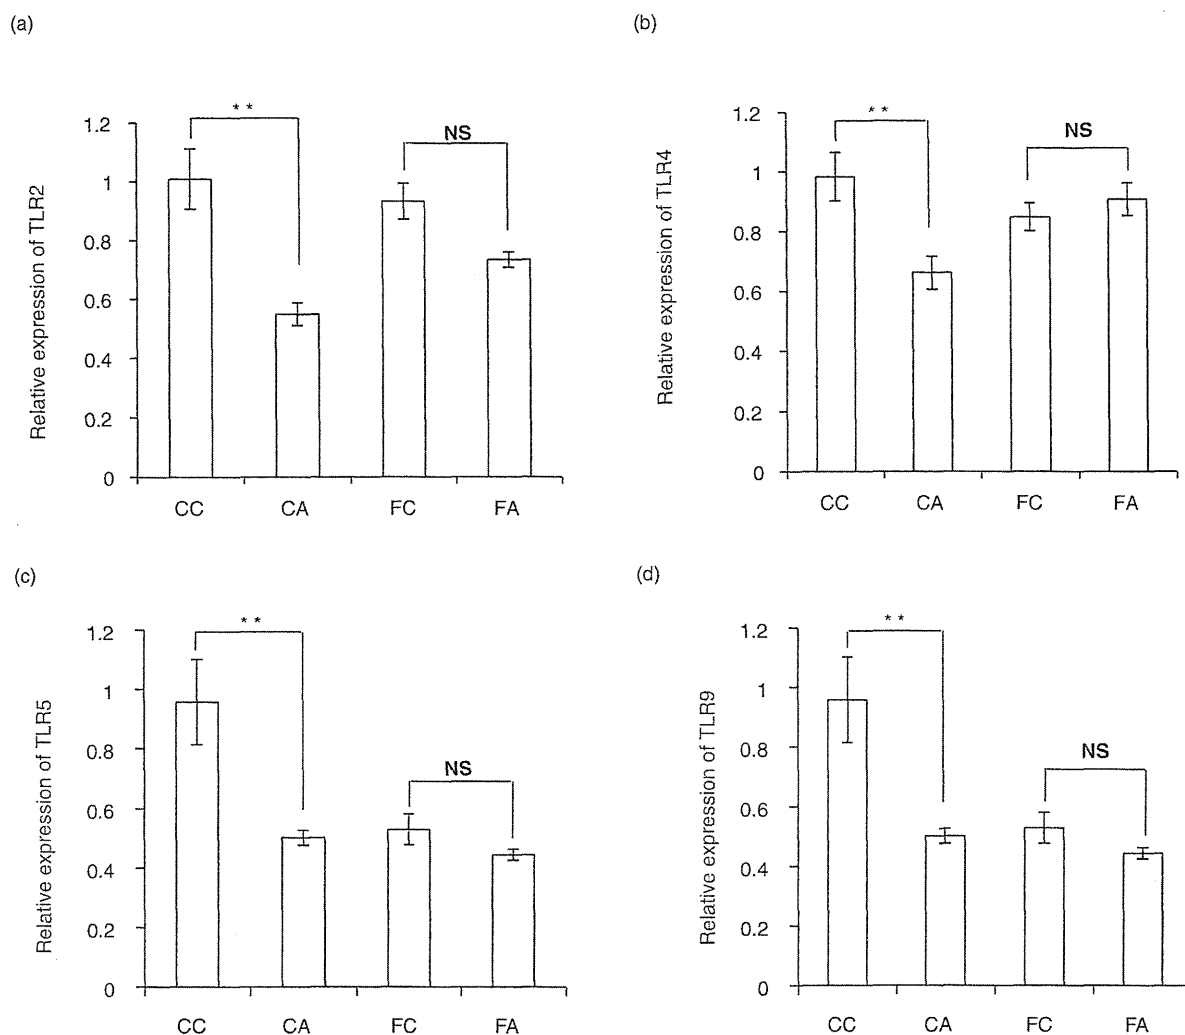 (a)
* *
NS
1.2
1
0.8
0.6
0.4
0.2
0
Relative expression of TLR2
CC CA FC FA
(b)
* *
NS
1.2
1
0.8
0.6
0.4
0.2
0
Relative expression of TLR4
CC CA FC FA
(c)
* *
NS
1.2
1
0.8
0.6
0.4
0.2
0
Relative expression of TLR5
CC CA FC FA
(d)
* *
NS
1.2
1
0.8
0.6
0.4
0.2
0
Relative expression of TLR9
CC CA FC FA